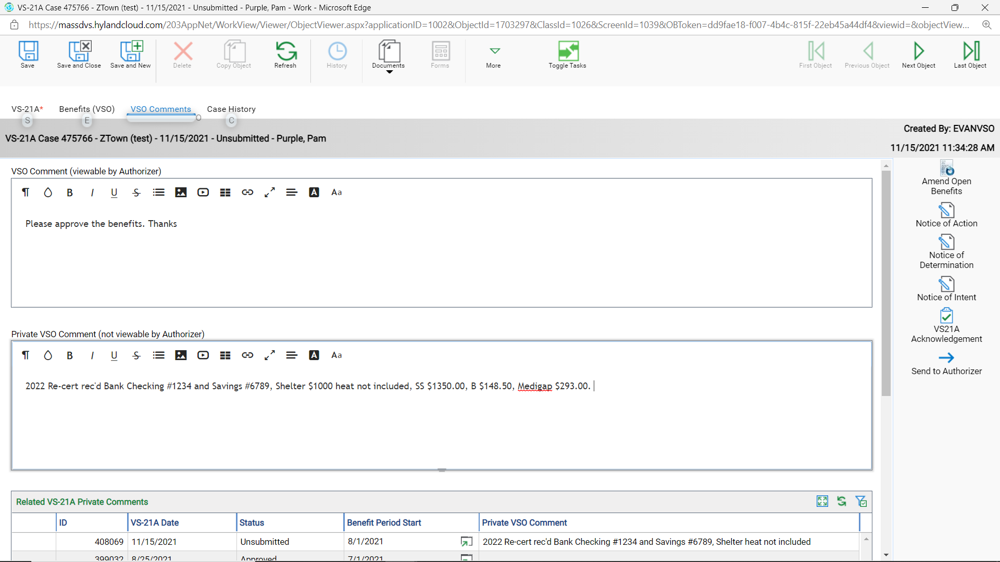 VS-21A Case 475766 - ZTown (test) - 11/15/2021 - Unsubmitted - Purple, Pam - Work - Microsoft Edge
https://massdvs.hylandcloud.com/203AppNet/WorkView/Viewer/ObjectViewer.aspx?applicationID=1002&ObjectId=1703297&ClassId=1026&ScreenId=1039&OBToken=dd9fae18-f007-4b4c-815f-22eb45a44df4&viewid=&objectView...
Save Save and Close Save and New Delete Copy Object Refresh History Documents Forms More Toggle Tasks First Object Previous Object Next Object Last Object
VS-21A* Benefits (VSO) VSO Comments Case History
S E O C
Created By: EVANVSO
VS-21A Case 475766 - ZTown (test) - 11/15/2021 - Unsubmitted - Purple, Pam
11/15/2021 11:34:28 AM
VSO Comment (viewable by Authorizer)
B I U S A Aa
Please approve the benefits. Thanks
Private VSO Comment (not viewable by Authorizer)
B I U S A Aa
2022 Re-cert rec'd Bank Checking #1234 and Savings #6789, Shelter $1000 heat not included, SS $1350.00, B $148.50, Medigap $293.00.
Amend Open
Benefits
Notice of Action
Notice of
Determination
Notice of Intent
VS21A
Acknowledgement
Send to Authorizer
Related VS-21A Private Comments
ID VS-21A Date Status Benefit Period Start Private VSO Comment
408069 11/15/2021 Unsubmitted 8/1/2021 2022 Re-cert rec'd Bank Checking #1234 and Savings #6789, Shelter heat not included
399032 8/25/2021 Approved 7/1/2021